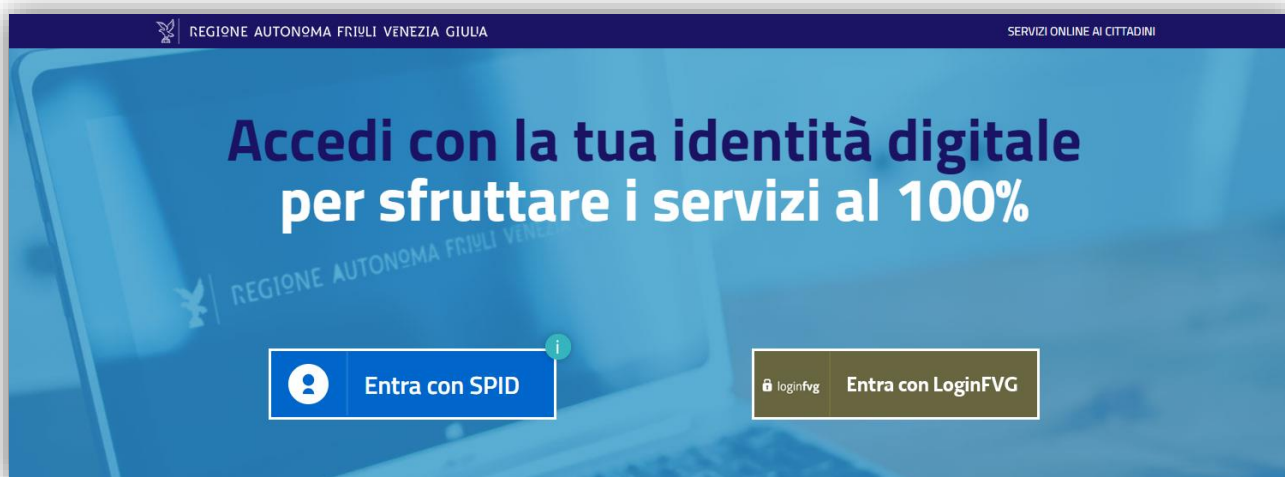 REGIONE AUTONOMA FRIULI VENEZIA GIULIA
SERVIZI ONLINE AI CITTADINI
Accedi con la tua identità digitale
per sfruttare i servizi al 100%
REGIONE AUTONOMA FRIULI VENEZIA
i
Entra con SPID
loginfvg
Entra con LoginFVG